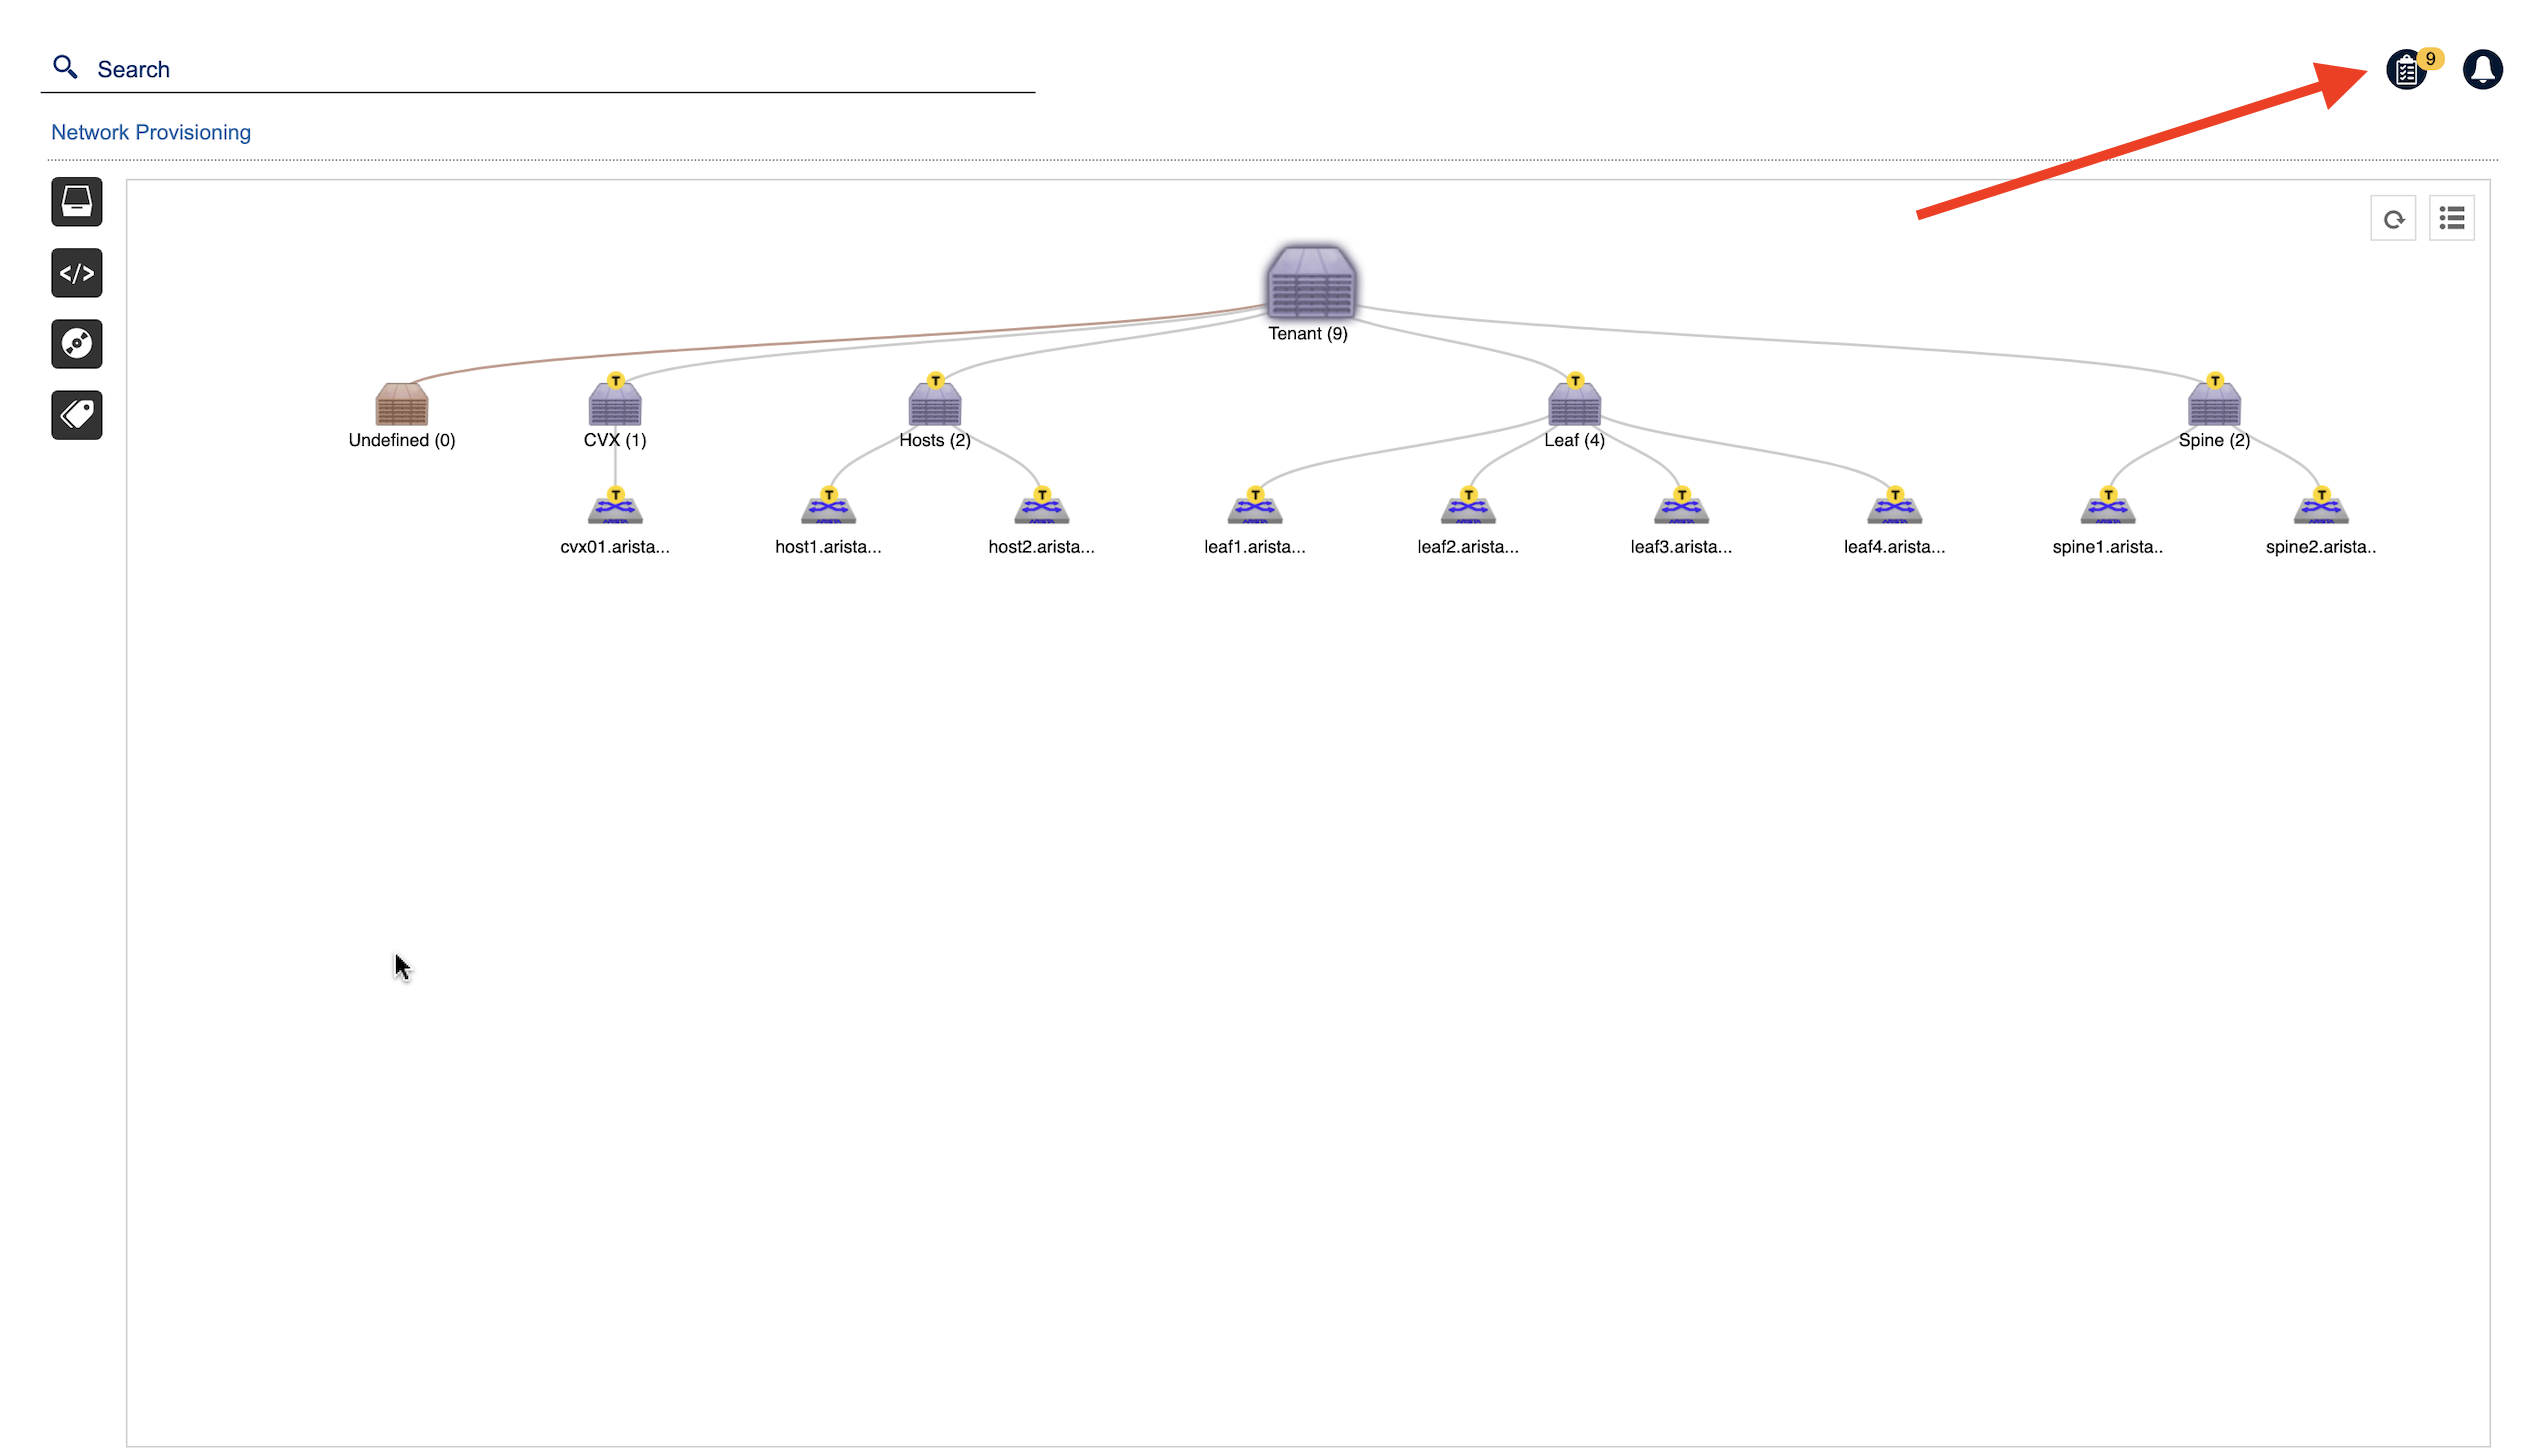 Search
9
Network Provisioning
</>
Tenant (9)
T T T T
Undefined (0) CVX (1) Hosts (2) Leaf (4) Spine (2)
T T T T T T T T T
cvx01.arista... host1.arista... host2.arista... leaf1.arista... leaf2.arista... leaf3.arista... leaf4.arista... spine1.arista.. spine2.arista..